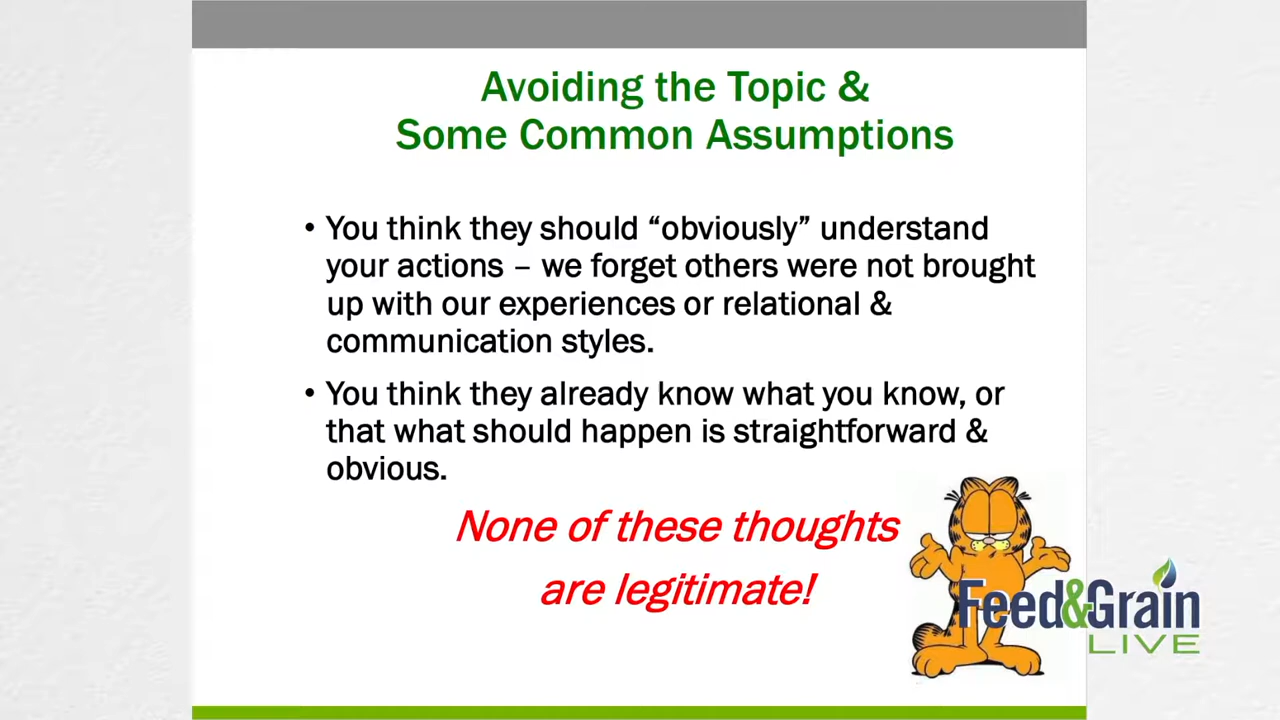 Avoiding the Topic &
Some Common Assumptions
• You think they should “obviously” understand
your actions – we forget others were not brought
up with our experiences or relational &
communication styles.
• You think they already know what you know, or
that what should happen is straightforward &
obvious.
None of these thoughts
are legitimate!
Feed&Grain
LIVE